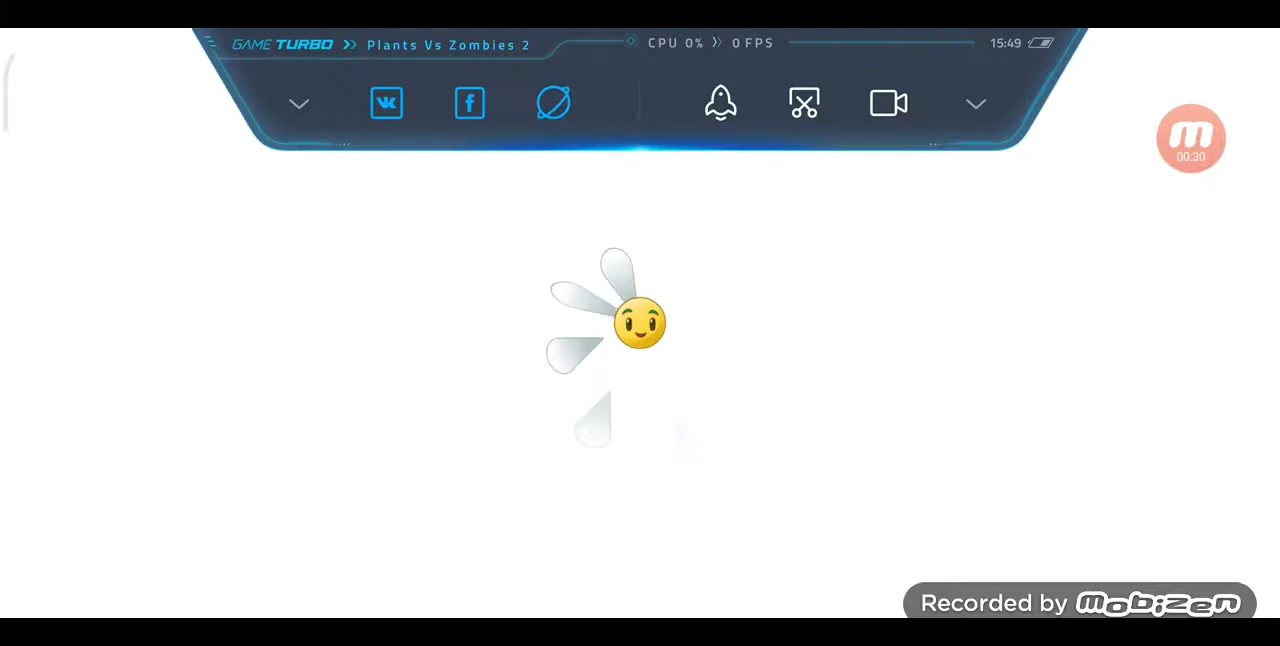 GAME TURBO Plants Vs Zombies 2
CPU 0% 0 FPS
15:49
00:30
Recorded by mobizen